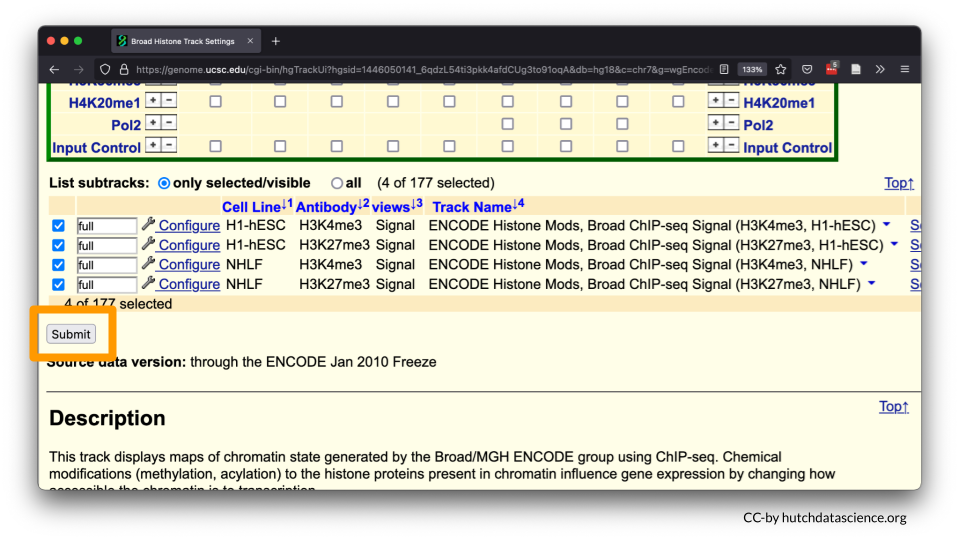 Broad Histone Track Settings
https://genome.ucsc.edu/cgi-bin/hgTrackUi?hgsid=1446050141_6qdzL54ti3pkk4afdCUg3to91oqA&db=hg18&c=chr7&g=wgEncod 133% 5
H4K20me1 + - + - H4K20me1
Pol2 + - + - Pol2
Input Control + - + - Input Control
List subtracks: only selected/visible all (4 of 177 selected) Top↑
Cell Line↓1 Antibody↓2 views↓3 Track Name↓4
full Configure H1-hESC H3K4me3 Signal ENCODE Histone Mods, Broad ChIP-seq Signal (H3K4me3, H1-hESC)
full Configure H1-hESC H3K27me3 Signal ENCODE Histone Mods, Broad ChIP-seq Signal (H3K27me3, H1-hESC)
full Configure NHLF H3K4me3 Signal ENCODE Histone Mods, Broad ChIP-seq Signal (H3K4me3, NHLF)
full Configure NHLF H3K27me3 Signal ENCODE Histone Mods, Broad ChIP-seq Signal (H3K27me3, NHLF)
4 of 177 selected
Submit
Source data version: through the ENCODE Jan 2010 Freeze
Description Top↑
This track displays maps of chromatin state generated by the Broad/MGH ENCODE group using ChIP-seq. Chemical
modifications (methylation, acylation) to the histone proteins present in chromatin influence gene expression by changing how
accessible the chromatin is to transcription
CC-by hutchdatascience.org